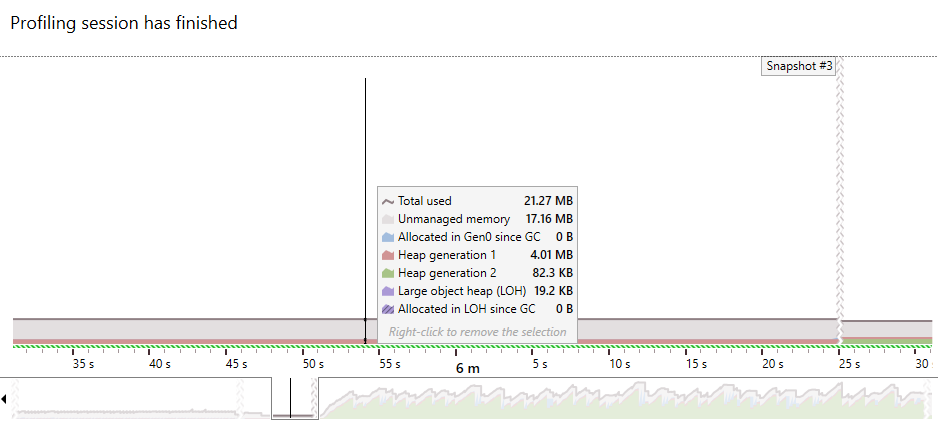 Profiling session has finished
Snapshot #3
Total used 21.27 MB
Unmanaged memory 17.16 MB
Allocated in Gen0 since GC 0 B
Heap generation 1 4.01 MB
Heap generation 2 82.3 KB
Large object heap (LOH) 19.2 KB
Allocated in LOH since GC 0 B
Right-click to remove the selection
35 s 40 s 45 s 50 s 55 s 6 m 5 s 10 s 15 s 20 s 25 s 30 s